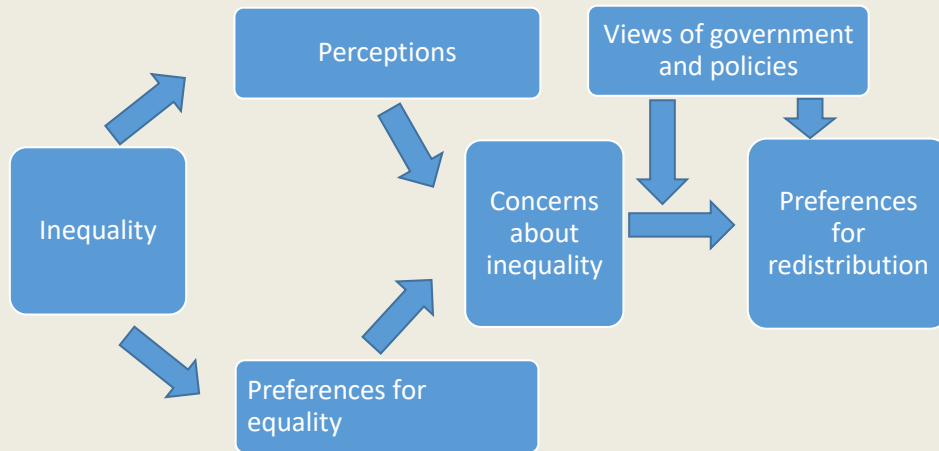 Perceptions
Views of government
and policies
Inequality
Concerns
about
inequality
Preferences
for
redistribution
Preferences for
equality